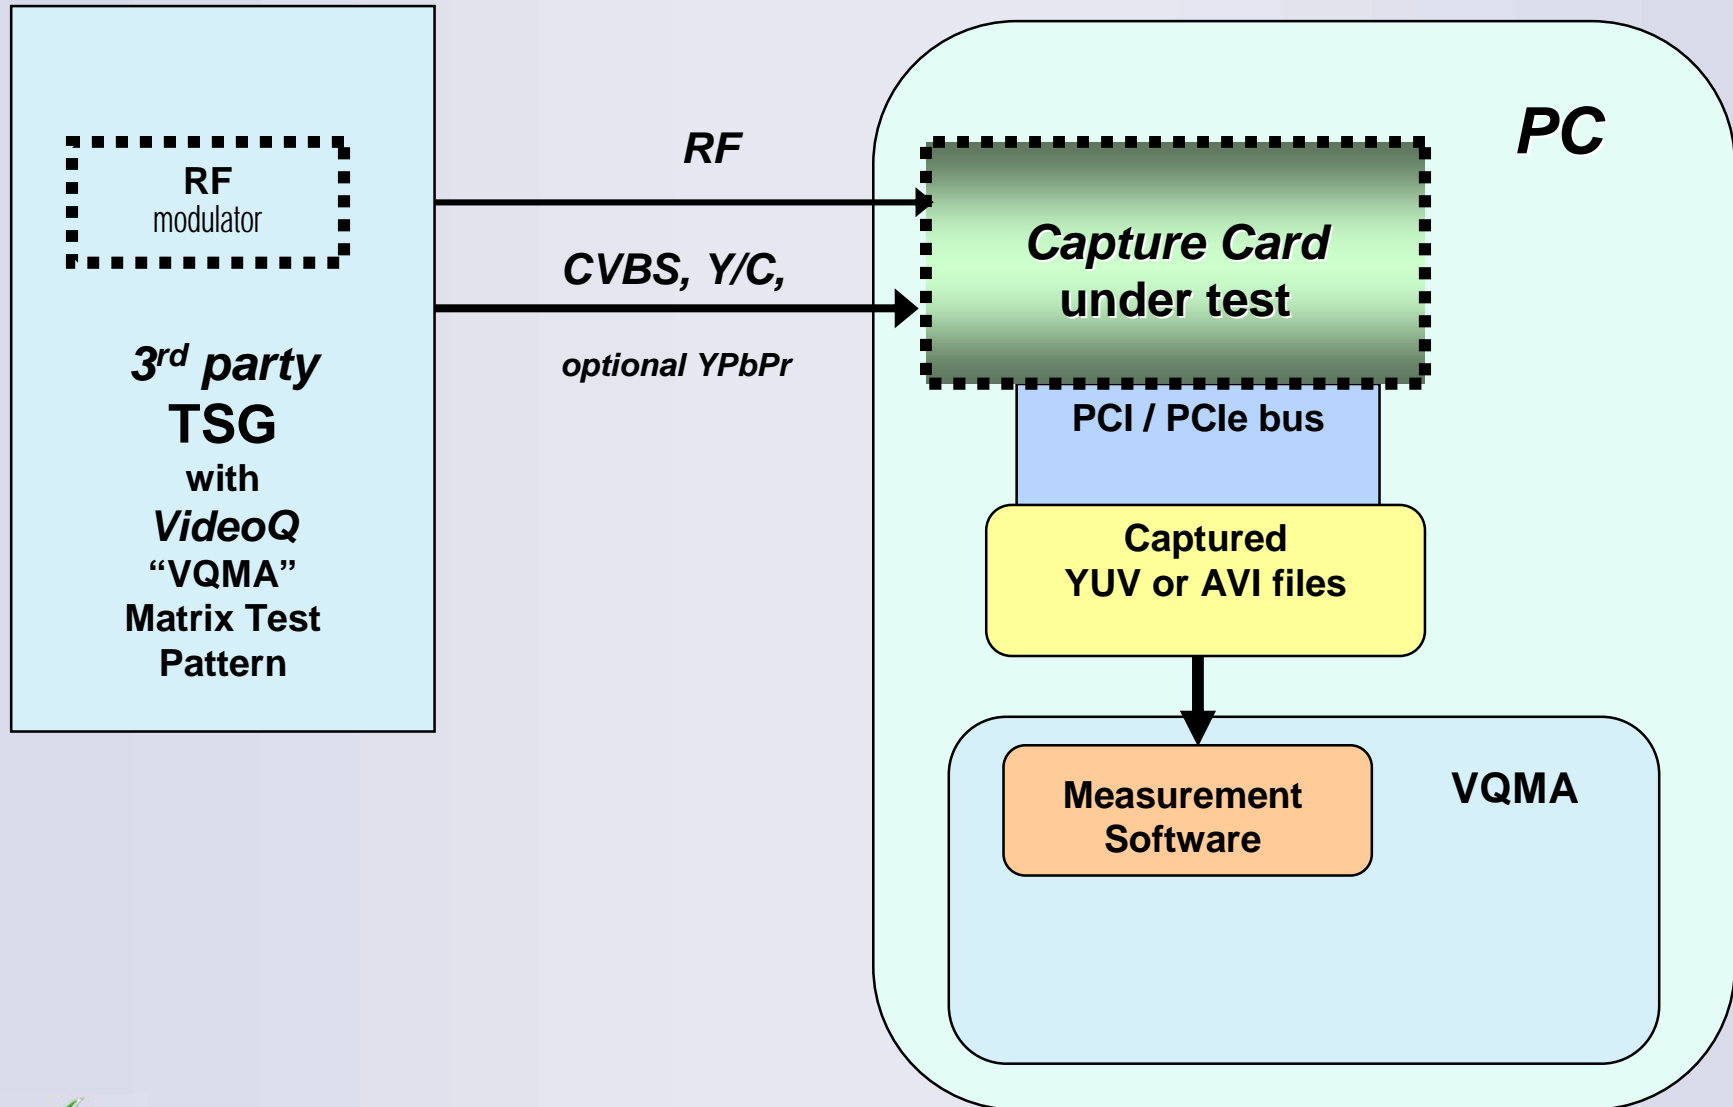 RF
modulator
3rd party
TSG
with
VideoQ
“VQMA”
Matrix Test
Pattern
RF
CVBS, Y/C,
optional YPbPr
PC
Capture Card
under test
PCI / PCIe bus
Captured
YUV or AVI files
Measurement
Software
VQMA